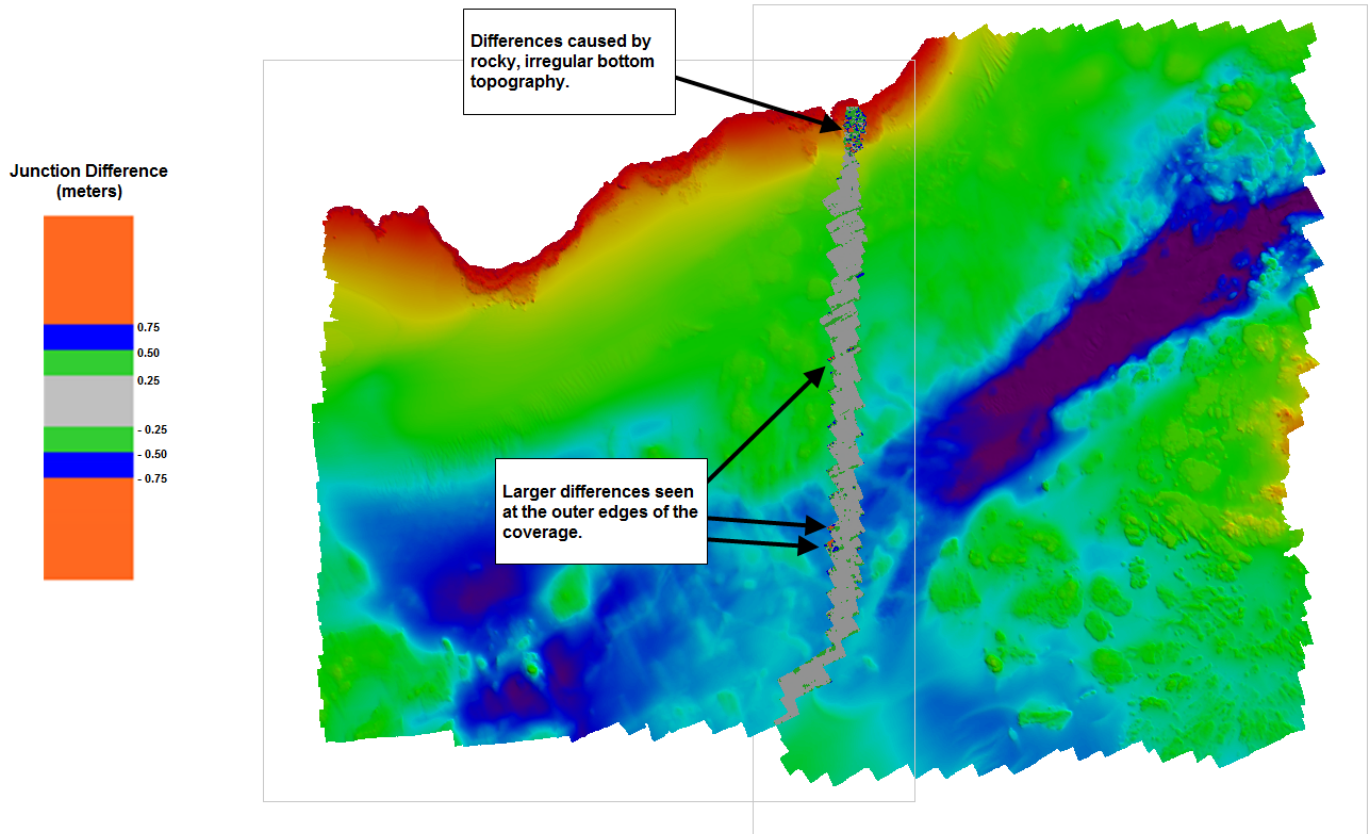 Differences caused by
rocky, irregular bottom
topography.
Junction Difference
(meters)
0.75
0.50
0.25
- 0.25
- 0.50
- 0.75
Larger differences seen
at the outer edges of the
coverage.